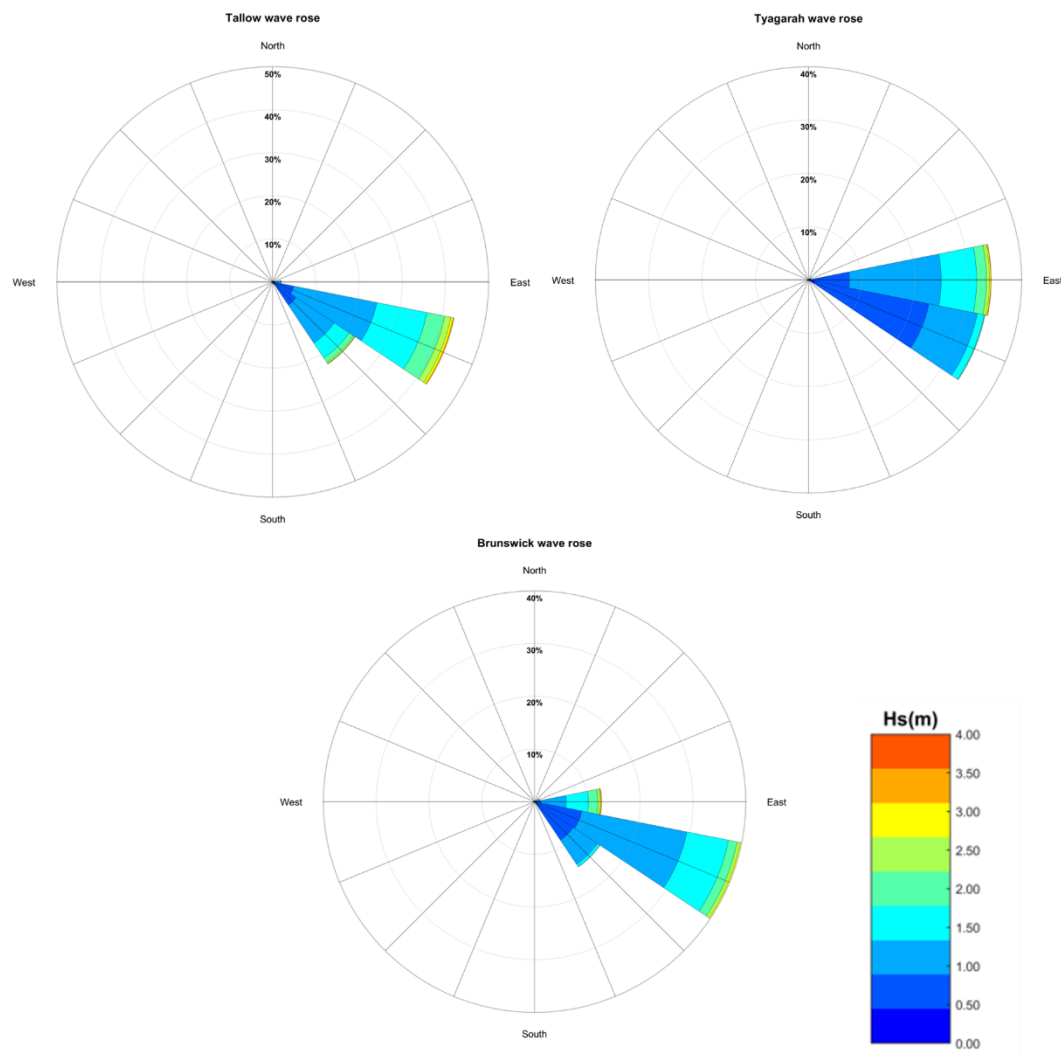 Tallow wave rose
North
50%
40%
30%
20%
10%
West
East
South
Tyagarah wave rose
North
40%
30%
20%
10%
West
East
South
Brunswick wave rose
North
40%
30%
20%
10%
West
East
South
Hs(m)
4.00
3.50
3.00
2.50
2.00
1.50
1.00
0.50
0.00